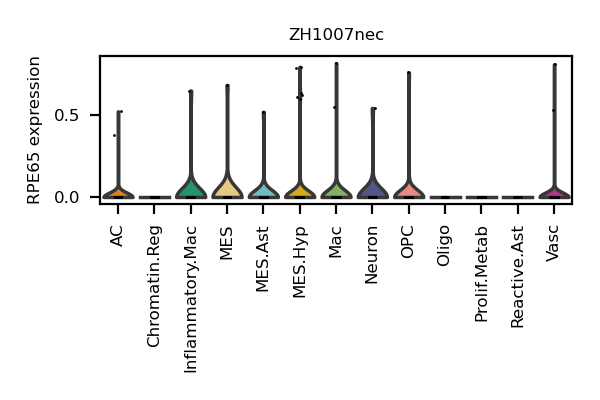 ZH1007nec
RPE65 expression
0.5
0.0
AC
Chromatin.Reg
Inflammatory.Mac
MES
MES.Ast
MES.Hyp
Mac
Neuron
OPC
Oligo
Prolif.Metab
Reactive.Ast
Vasc